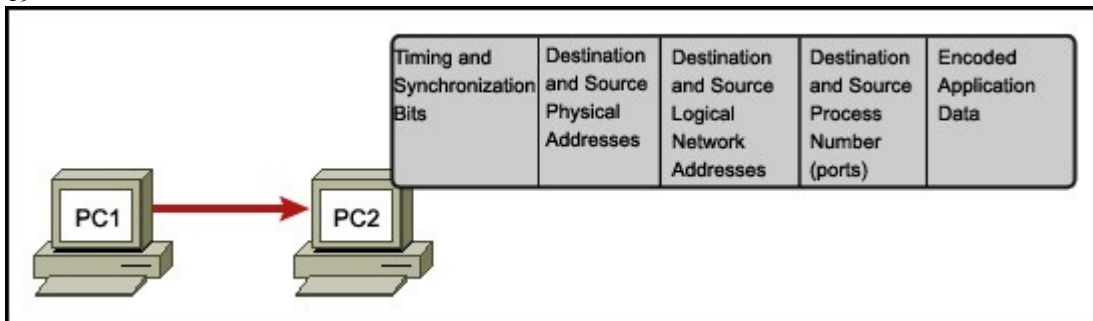 Timing and
Synchronization
Bits
Destination
and Source
Physical
Addresses
Destination
and Source
Logical
Network
Addresses
Destination
and Source
Process
Number
(ports)
Encoded
Application
Data
PC1
PC2